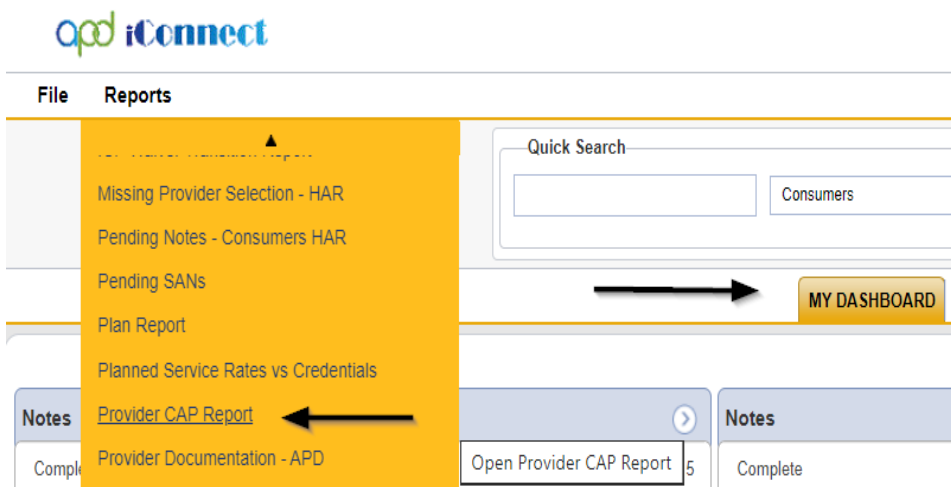 apd iConnect
File Reports
Quick Search
Missing Provider Selection - HAR
Consumers
Pending Notes - Consumers HAR
Pending SANs
MY DASHBOARD
Plan Report
Planned Service Rates vs Credentials
Notes
Provider CAP Report
Notes
Provider Documentation - APD
Open Provider CAP Report
5
Complete